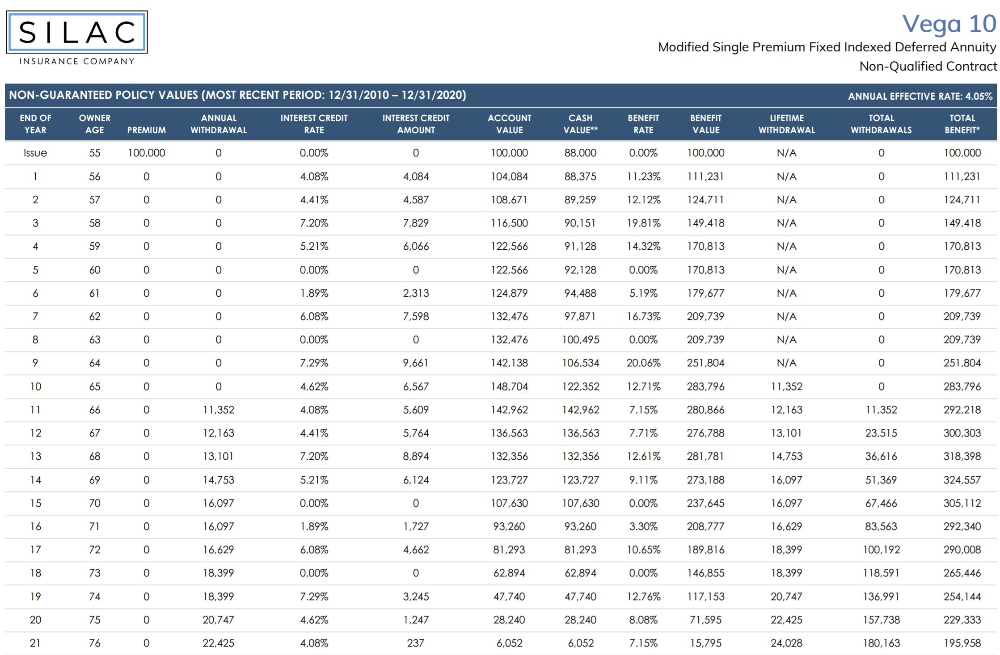 SILAC
INSURANCE COMPANY
Vega 10
Modified Single Premium Fixed Indexed Deferred Annuity
Non-Qualified Contract
NON-GUARANTEED POLICY VALUES (MOST RECENT PERIOD: 12/31/2010 – 12/31/2020) ANNUAL EFFECTIVE RATE: 4.05%
END OF YEAR OWNER AGE PREMIUM ANNUAL WITHDRAWAL INTEREST CREDIT RATE INTEREST CREDIT AMOUNT ACCOUNT VALUE CASH VALUE** BENEFIT RATE BENEFIT VALUE LIFETIME WITHDRAWAL TOTAL WITHDRAWALS TOTAL BENEFIT*
Issue 55 100,000 0 0.00% 0 100,000 88,000 0.00% 100,000 N/A 0 100,000
1 56 0 0 4.08% 4,084 104,084 88,375 11.23% 111,231 N/A 0 111,231
2 57 0 0 4.41% 4,587 108,671 89,259 12.12% 124,711 N/A 0 124,711
3 58 0 0 7.20% 7,829 116,500 90,151 19.81% 149,418 N/A 0 149,418
4 59 0 0 5.21% 6,066 122,566 91,128 14.32% 170,813 N/A 0 170,813
5 60 0 0 0.00% 0 122,566 92,128 0.00% 170,813 N/A 0 170,813
6 61 0 0 1.89% 2,313 124,879 94,488 5.19% 179,677 N/A 0 179,677
7 62 0 0 6.08% 7,598 132,476 97,871 16.73% 209,739 N/A 0 209,739
8 63 0 0 0.00% 0 132,476 100,495 0.00% 209,739 N/A 0 209,739
9 64 0 0 7.29% 9,661 142,138 106,534 20.06% 251,804 N/A 0 251,804
10 65 0 0 4.62% 6,567 148,704 122,352 12.71% 283,796 11,352 0 283,796
11 66 0 11,352 4.08% 5,609 142,962 142,962 7.15% 280,866 12,163 11,352 292,218
12 67 0 12,163 4.41% 5,764 136,563 136,563 7.71% 276,788 13,101 23,515 300,303
13 68 0 13,101 7.20% 8,894 132,356 132,356 12.61% 281,781 14,753 36,616 318,398
14 69 0 14,753 5.21% 6,124 123,727 123,727 9.11% 273,188 16,097 51,369 324,557
15 70 0 16,097 0.00% 0 107,630 107,630 0.00% 237,645 16,097 67,466 305,112
16 71 0 16,097 1.89% 1,727 93,260 93,260 3.30% 208,777 16,629 83,563 292,340
17 72 0 16,629 6.08% 4,662 81,293 81,293 10.65% 189,816 18,399 100,192 290,008
18 73 0 18,399 0.00% 0 62,894 62,894 0.00% 146,855 18,399 118,591 265,446
19 74 0 18,399 7.29% 3,245 47,740 47,740 12.76% 117,153 20,747 136,991 254,144
20 75 0 20,747 4.62% 1,247 28,240 28,240 8.08% 71,595 22,425 157,738 229,333
21 76 0 22,425 4.08% 237 6,052 6,052 7.15% 15,795 24,028 180,163 195,958